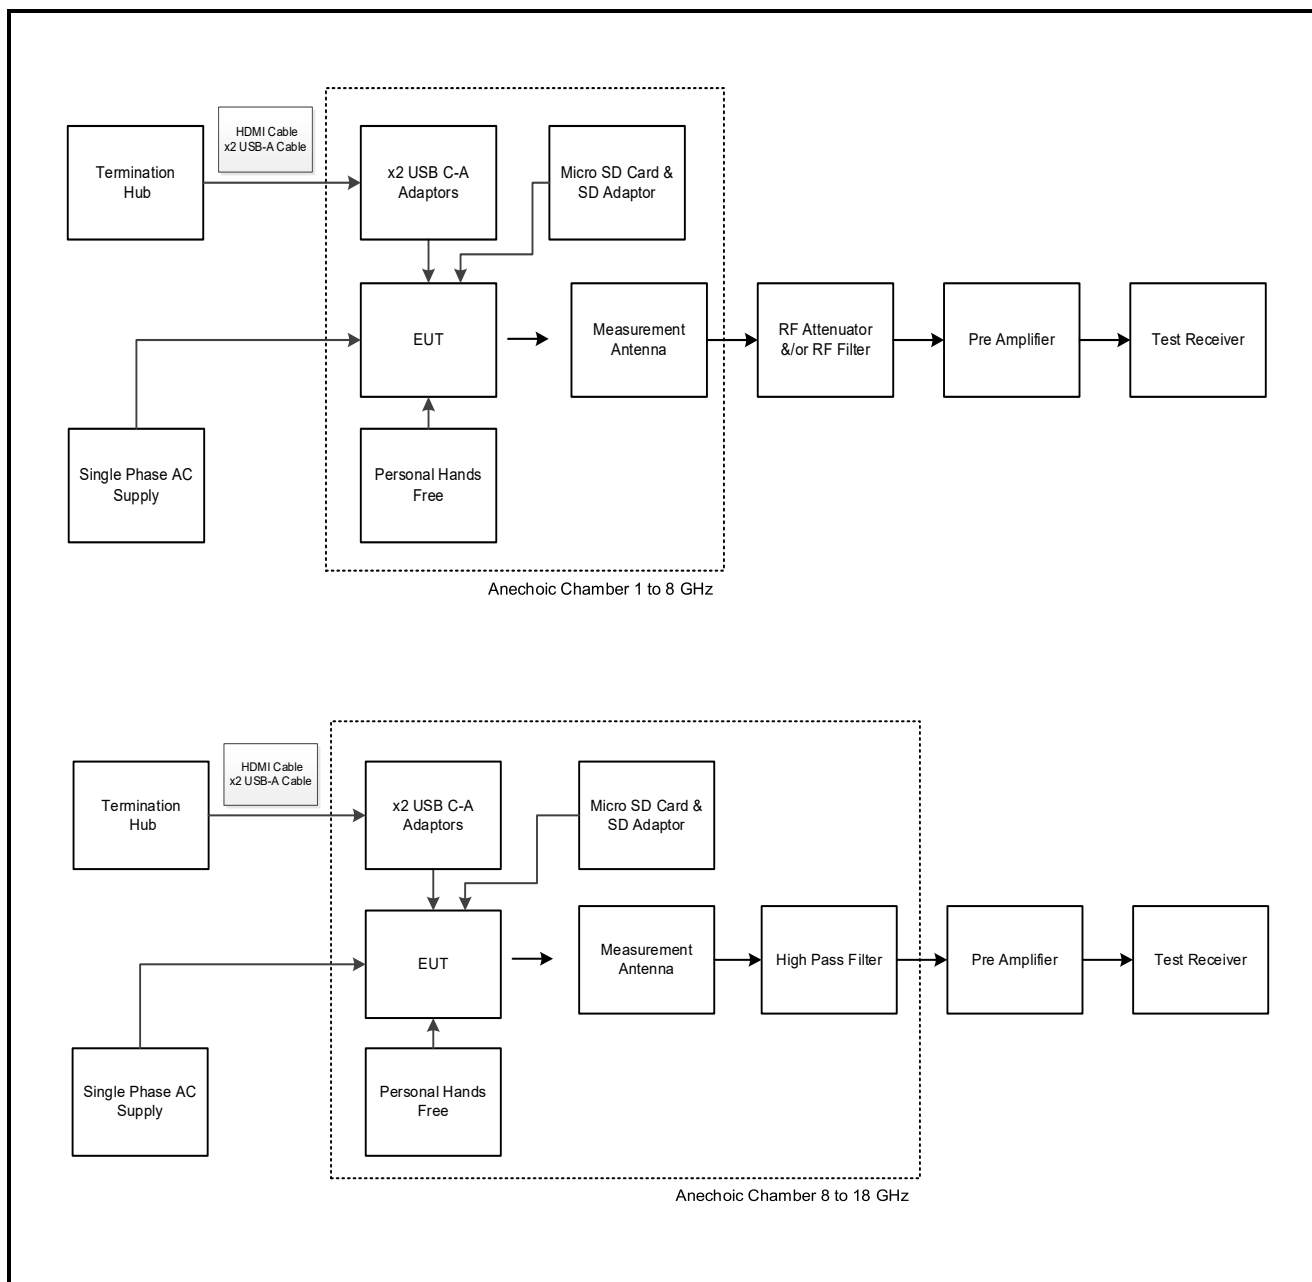 HDMI Cable
x2 USB-A Cable
Termination
Hub
x2 USB C-A
Adaptors
Micro SD Card &
SD Adaptor
EUT
Measurement
Antenna
RF Attenuator
&/or RF Filter
Pre Amplifier
Test Receiver
Single Phase AC
Supply
Personal Hands
Free
Anechoic Chamber 1 to 8 GHz
HDMI Cable
x2 USB-A Cable
Termination
Hub
x2 USB C-A
Adaptors
Micro SD Card &
SD Adaptor
EUT
Measurement
Antenna
High Pass Filter
Pre Amplifier
Test Receiver
Single Phase AC
Supply
Personal Hands
Free
Anechoic Chamber 8 to 18 GHz